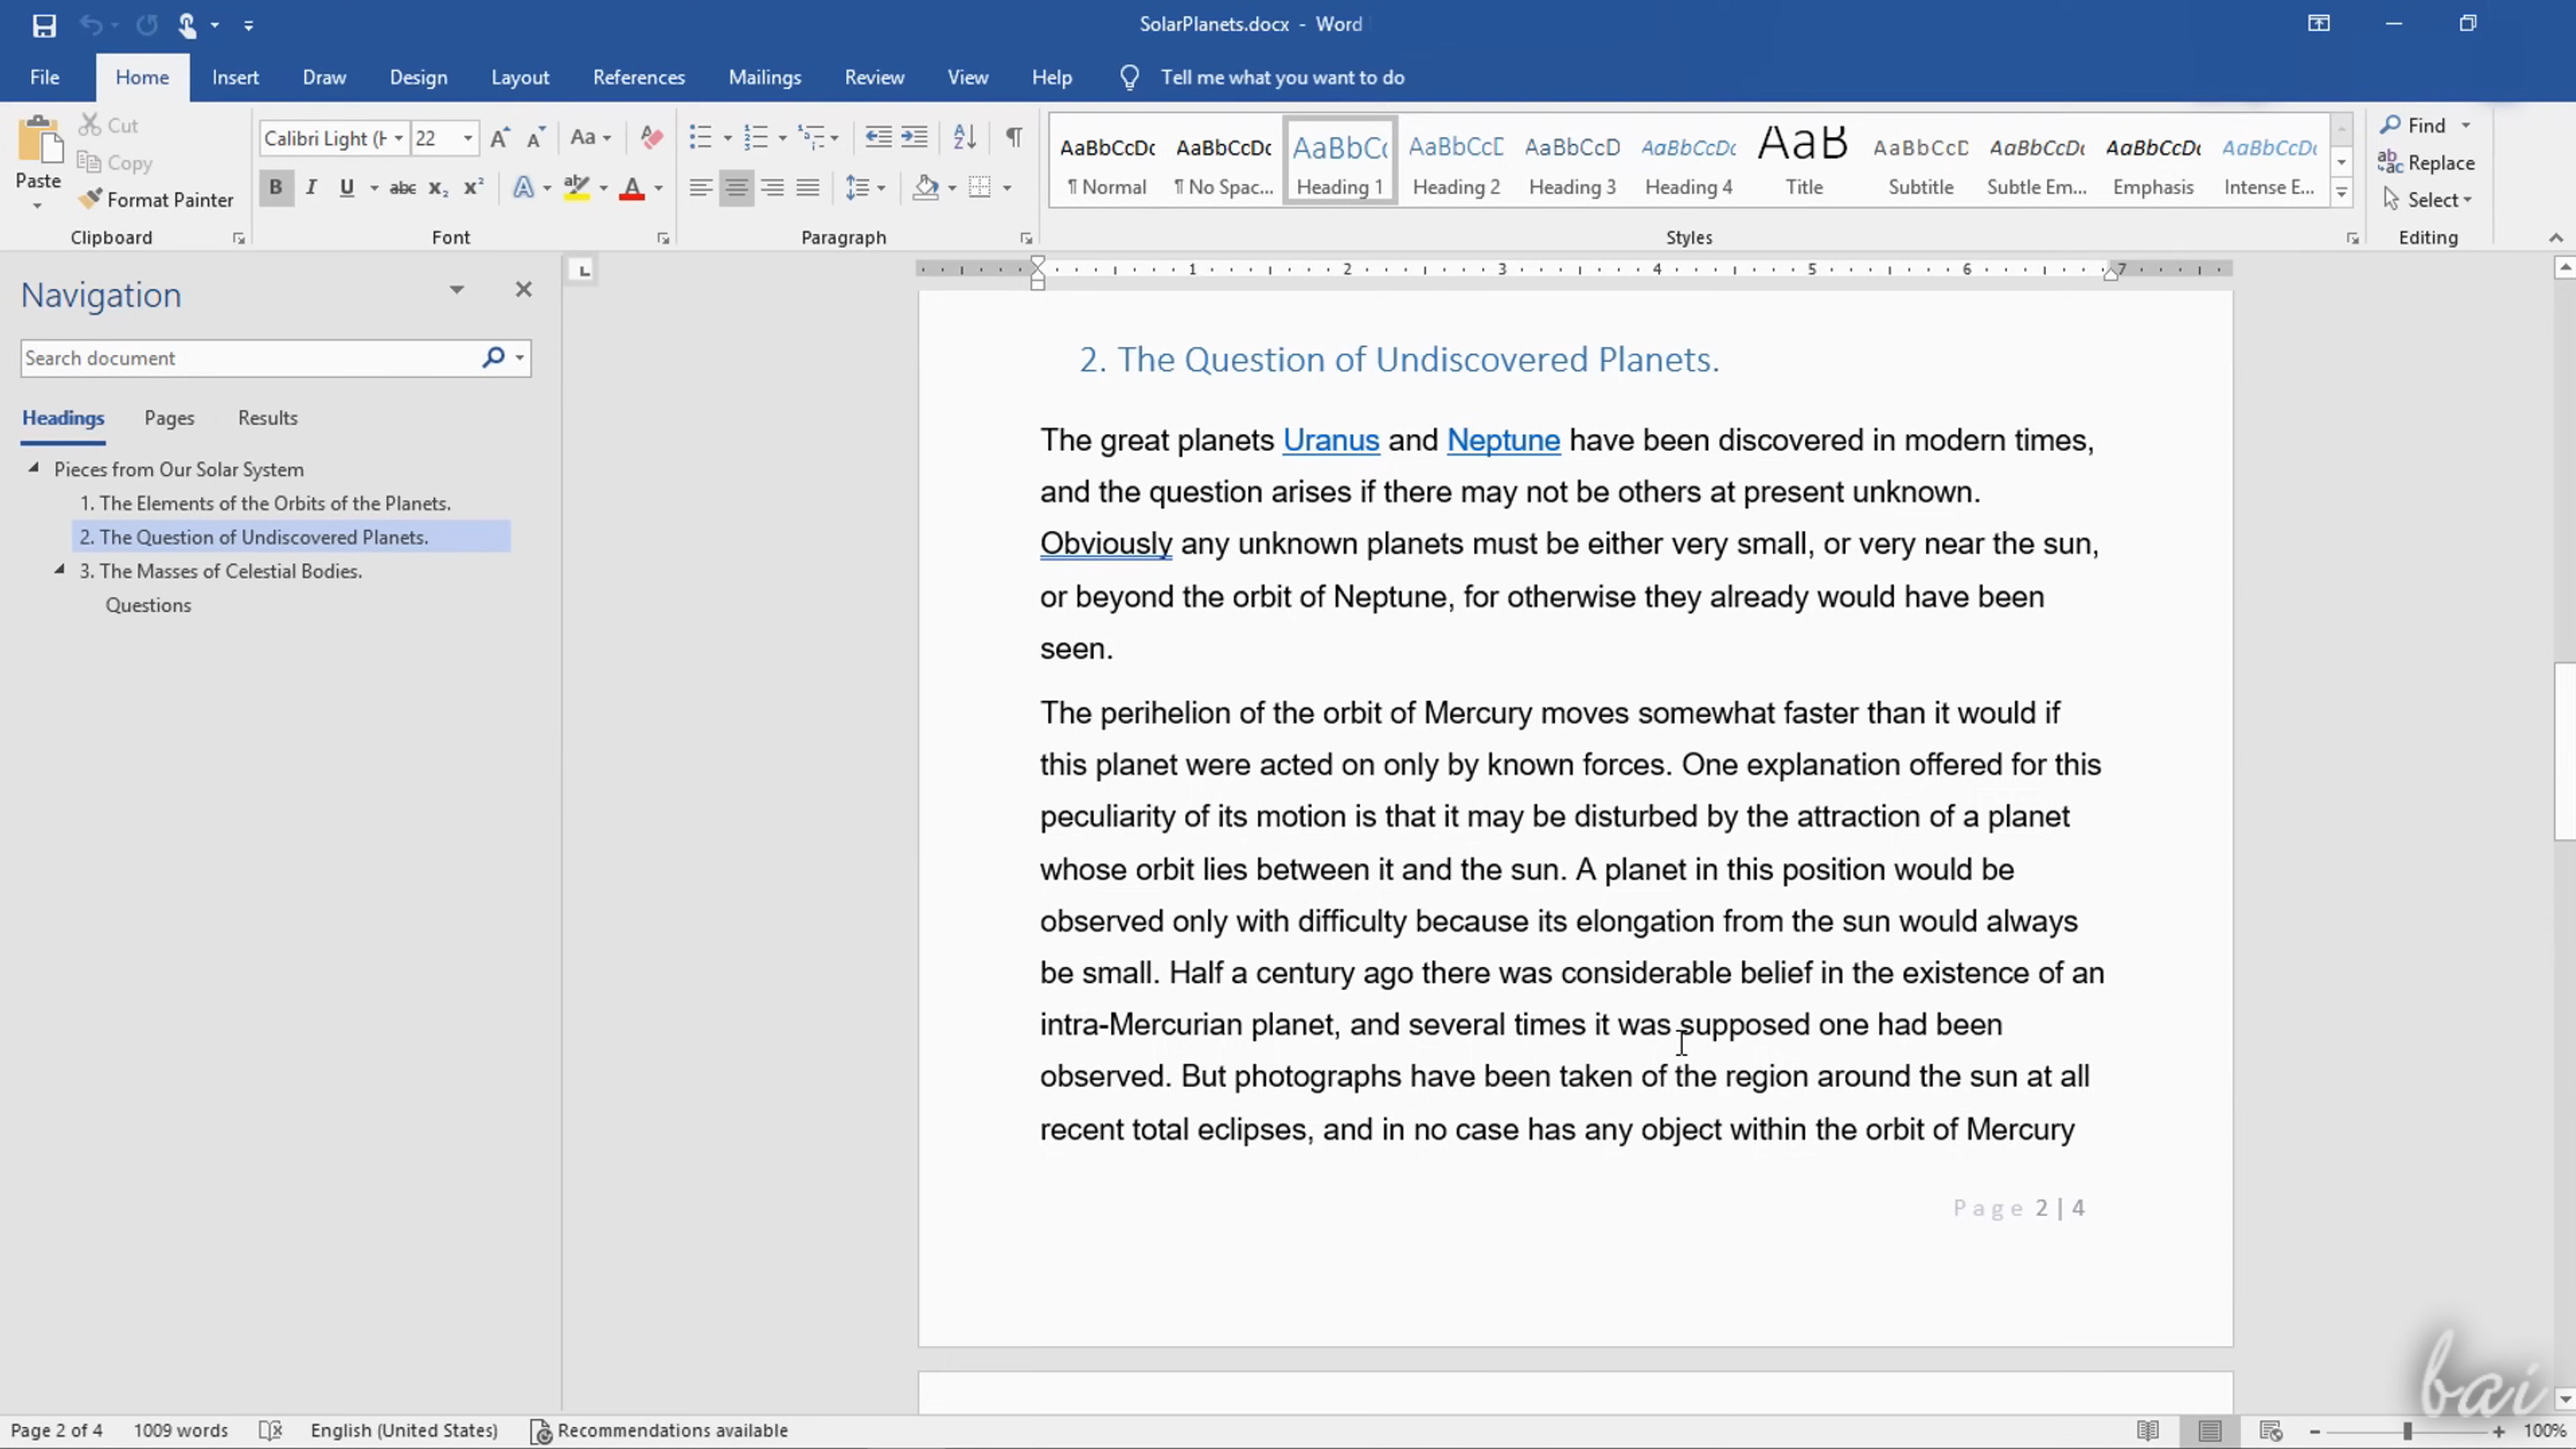 SolarPlanets.docx - Word
File Home Insert Draw Design Layout References Mailings Review View Help Tell me what you want to do
Paste
Cut
Copy
Format Painter
Clipboard
Calibri Light (H 22
Font
Paragraph
AaBbCcDc AaBbCcDc AaBbCc AaBbCcD AaBbCcD AaBbCcDc AaB AaBbCcD AaBbCcDc AaBbCcDc AaBbCcDc
¶ Normal ¶ No Spac... Heading 1 Heading 2 Heading 3 Heading 4 Title Subtitle Subtle Em... Emphasis Intense E...
Styles
Find
Replace
Select
Editing
Navigation
Search document
Headings Pages Results
Pieces from Our Solar System
1. The Elements of the Orbits of the Planets.
2. The Question of Undiscovered Planets.
3. The Masses of Celestial Bodies.
Questions
1 2 3 4 5 6 7
2. The Question of Undiscovered Planets.
The great planets Uranus and Neptune have been discovered in modern times,
and the question arises if there may not be others at present unknown.
Obviously any unknown planets must be either very small, or very near the sun,
or beyond the orbit of Neptune, for otherwise they already would have been
seen.
The perihelion of the orbit of Mercury moves somewhat faster than it would if
this planet were acted on only by known forces. One explanation offered for this
peculiarity of its motion is that it may be disturbed by the attraction of a planet
whose orbit lies between it and the sun. A planet in this position would be
observed only with difficulty because its elongation from the sun would always
be small. Half a century ago there was considerable belief in the existence of an
intra-Mercurian planet, and several times it was supposed one had been
observed. But photographs have been taken of the region around the sun at all
recent total eclipses, and in no case has any object within the orbit of Mercury
Page 2 | 4
bai
Page 2 of 4 1009 words English (United States) Recommendations available 100%